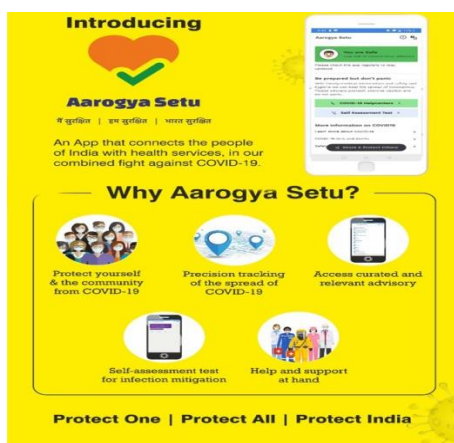 Introducing
Aarogya Setu
मैं सुरक्षित | हम सुरक्षित | भारत सुरक्षित
An App that connects the people
of India with health services, in our
combined fight against COVID-19.
Aarogya Setu
You are Safe
Be prepared but don't panic
COVID-19 Helpcenters
Self Assessment Test
More information on COVID19
Why Aarogya Setu?
Protect yourself
& the community
from COVID-19
Precision tracking
of the spread of
COVID-19
Access curated and
relevant advisory
Self-assessment test
for infection mitigation
Help and support
at hand
Protect One | Protect All | Protect India